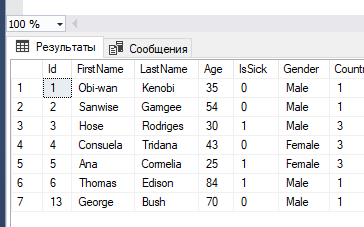 100 %
Результаты Сообщения
Id FirstName LastName Age IsSick Gender Countr
1 1 Obi-wan Kenobi 35 0 Male 1
2 2 Sanwise Gamgee 54 0 Male 1
3 3 Hose Rodriges 30 1 Male 3
4 4 Consuela Tridana 43 0 Female 3
5 5 Ana Cornelia 25 1 Female 3
6 6 Thomas Edison 84 1 Male 1
7 13 George Bush 70 0 Male 1